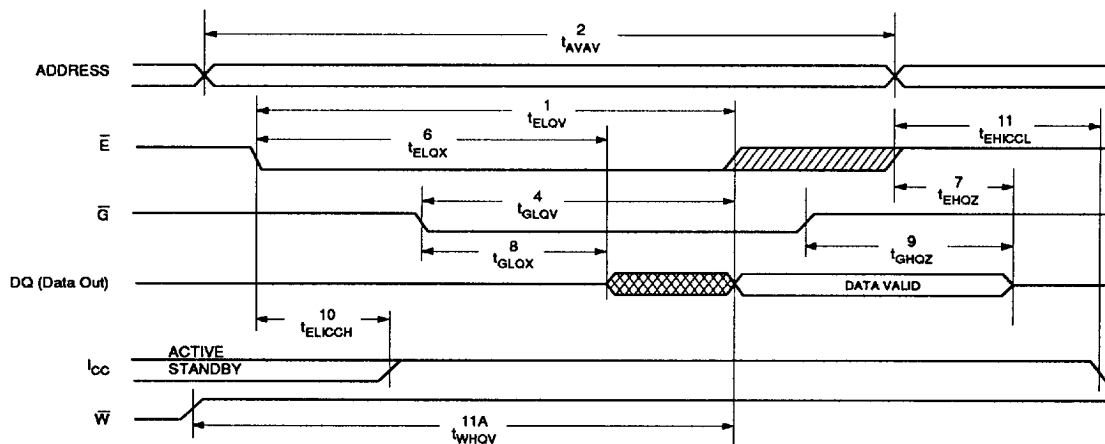 2
tAVAV
ADDRESS
1
tELQV
11
tEHICCL
6
tELQX
E
7
tEHQZ
4
tGLQV
G
9
tGHQZ
8
tGLQX
DQ (Data Out)
DATA VALID
10
tELICCH
ACTIVE
ICC
STANDBY
W
11A
tWHQV